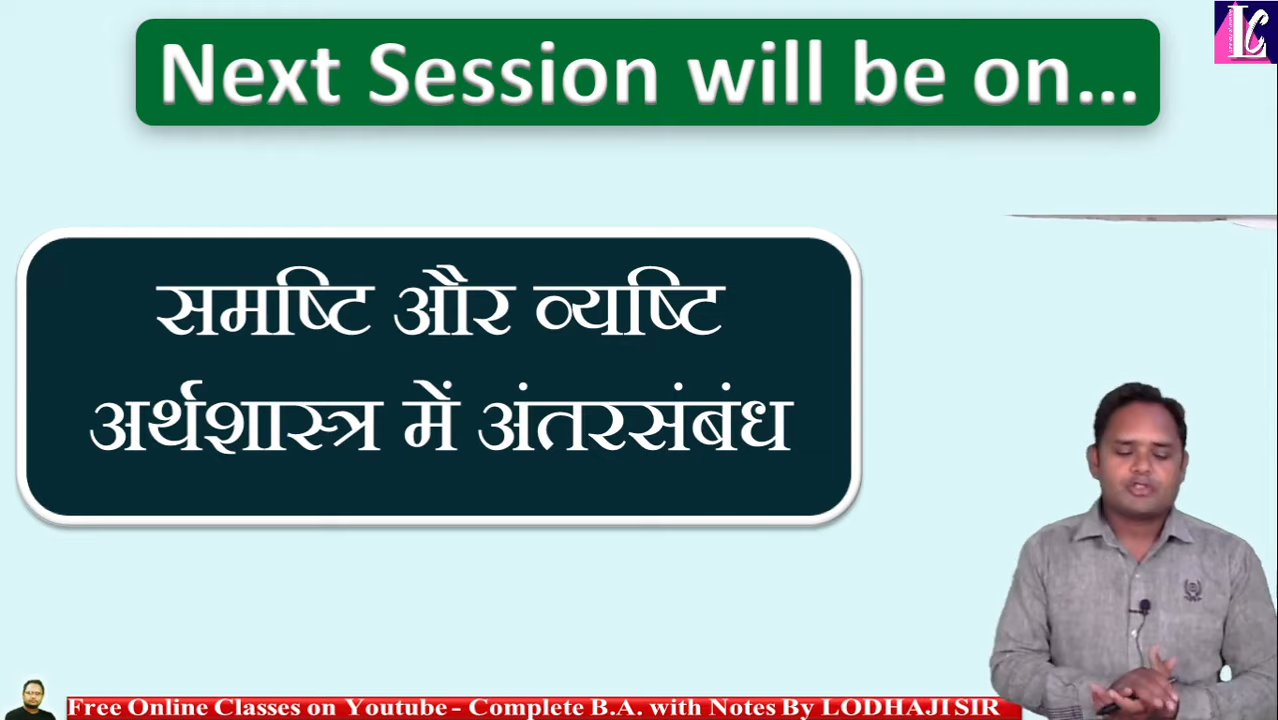 Next Session will be on...
LC
समष्टि और व्यष्टि
अर्थशास्त्र में अंतरसंबंध
Free Online Classes on Youtube - Complete B.A. with Notes By LODHAJI SIR